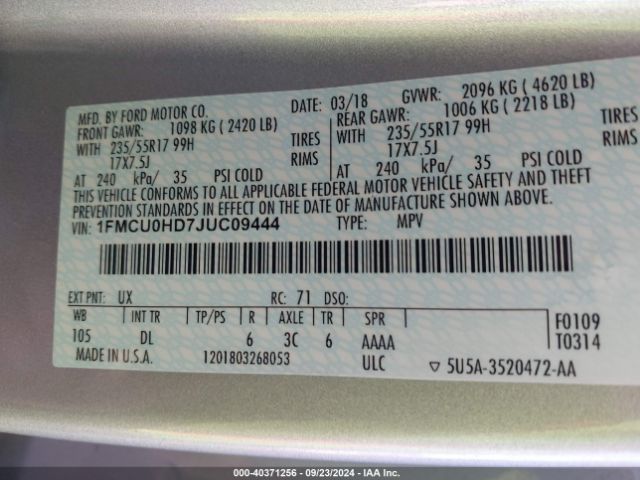 MFD. BY FORD MOTOR CO. DATE: 03/18 GVWR: 2096 KG ( 4620 LB)
FRONT GAWR: 1098 KG ( 2420 LB) REAR GAWR: 1006 KG ( 2218 LB)
WITH 235/55R17 99H TIRES WITH 235/55R17 99H TIRES
17X7.5J RIMS 17X7.5J RIMS
AT 240 kPa/ 35 PSI COLD AT 240 kPa/ 35 PSI COLD
THIS VEHICLE CONFORMS TO ALL APPLICABLE FEDERAL MOTOR VEHICLE SAFETY AND THEFT
PREVENTION STANDARDS IN EFFECT ON THE DATE OF MANUFACTURE SHOWN ABOVE.
VIN: 1FMCU0HD7JUC09444 TYPE: MPV
EXT PNT: UX RC: 71 DSO:
WB INT TR TP/PS R AXLE TR SPR F0109
105 DL 6 3C 6 AAAA T0314
MADE IN U.S.A. 1201803268053 ULC ▽ 5U5A-3520472-AA
000-40371256 - 09/23/2024 - IAA Inc.